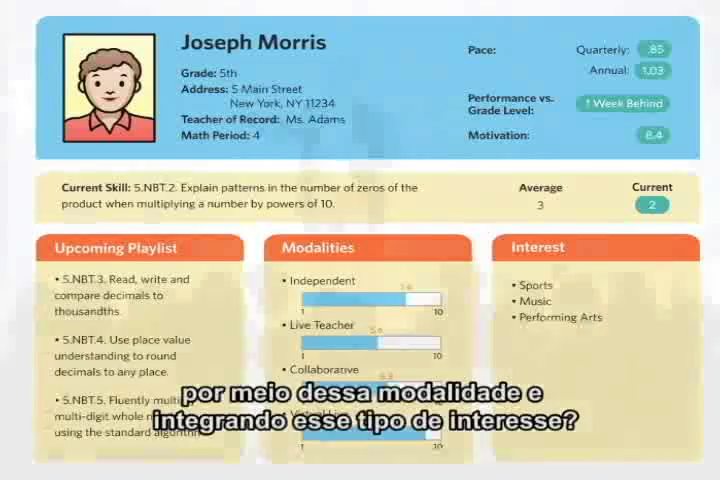 Joseph Morris
Grade: 5th
Address: 5 Main Street
New York, NY 11234
Teacher of Record: Ms. Adams
Math Period: 4
Pace:
Quarterly: .85
Annual: 1.03
Performance vs.
Grade Level:
1 Week Behind
Motivation:
8.4
Current Skill: 5.NBT.2. Explain patterns in the number of zeros of the
product when multiplying a number by powers of 10.
Average
3
Current
2
Upcoming Playlist
• 5.NBT.3. Read, write and
compare decimals to
thousandths.
• 5.NBT.4. Use place value
understanding to round
decimals to any place.
• 5.NBT.5. Fluently
multi-digit whole
using the standard algorithm
Modalities
• Independent
1 10
• Live Teacher
1 10
• Collaborative
1 10
Interest
• Sports
• Music
• Performing Arts
por meio dessa modalidade e
integrando esse tipo de interesse?